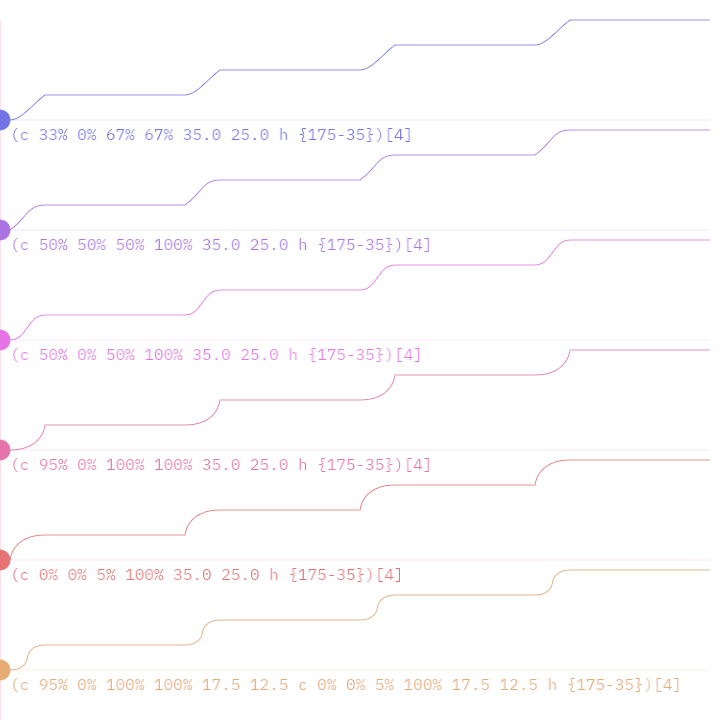 (c 33% 0% 67% 67% 35.0 25.0 h {175-35})[4]
(c 50% 50% 50% 100% 35.0 25.0 h {175-35})[4]
(c 50% 0% 50% 100% 35.0 25.0 h {175-35})[4]
(c 95% 0% 100% 100% 35.0 25.0 h {175-35})[4]
(c 0% 0% 5% 100% 35.0 25.0 h {175-35})[4]
(c 95% 0% 100% 100% 17.5 12.5 c 0% 0% 5% 100% 17.5 12.5 h {175-35})[4]